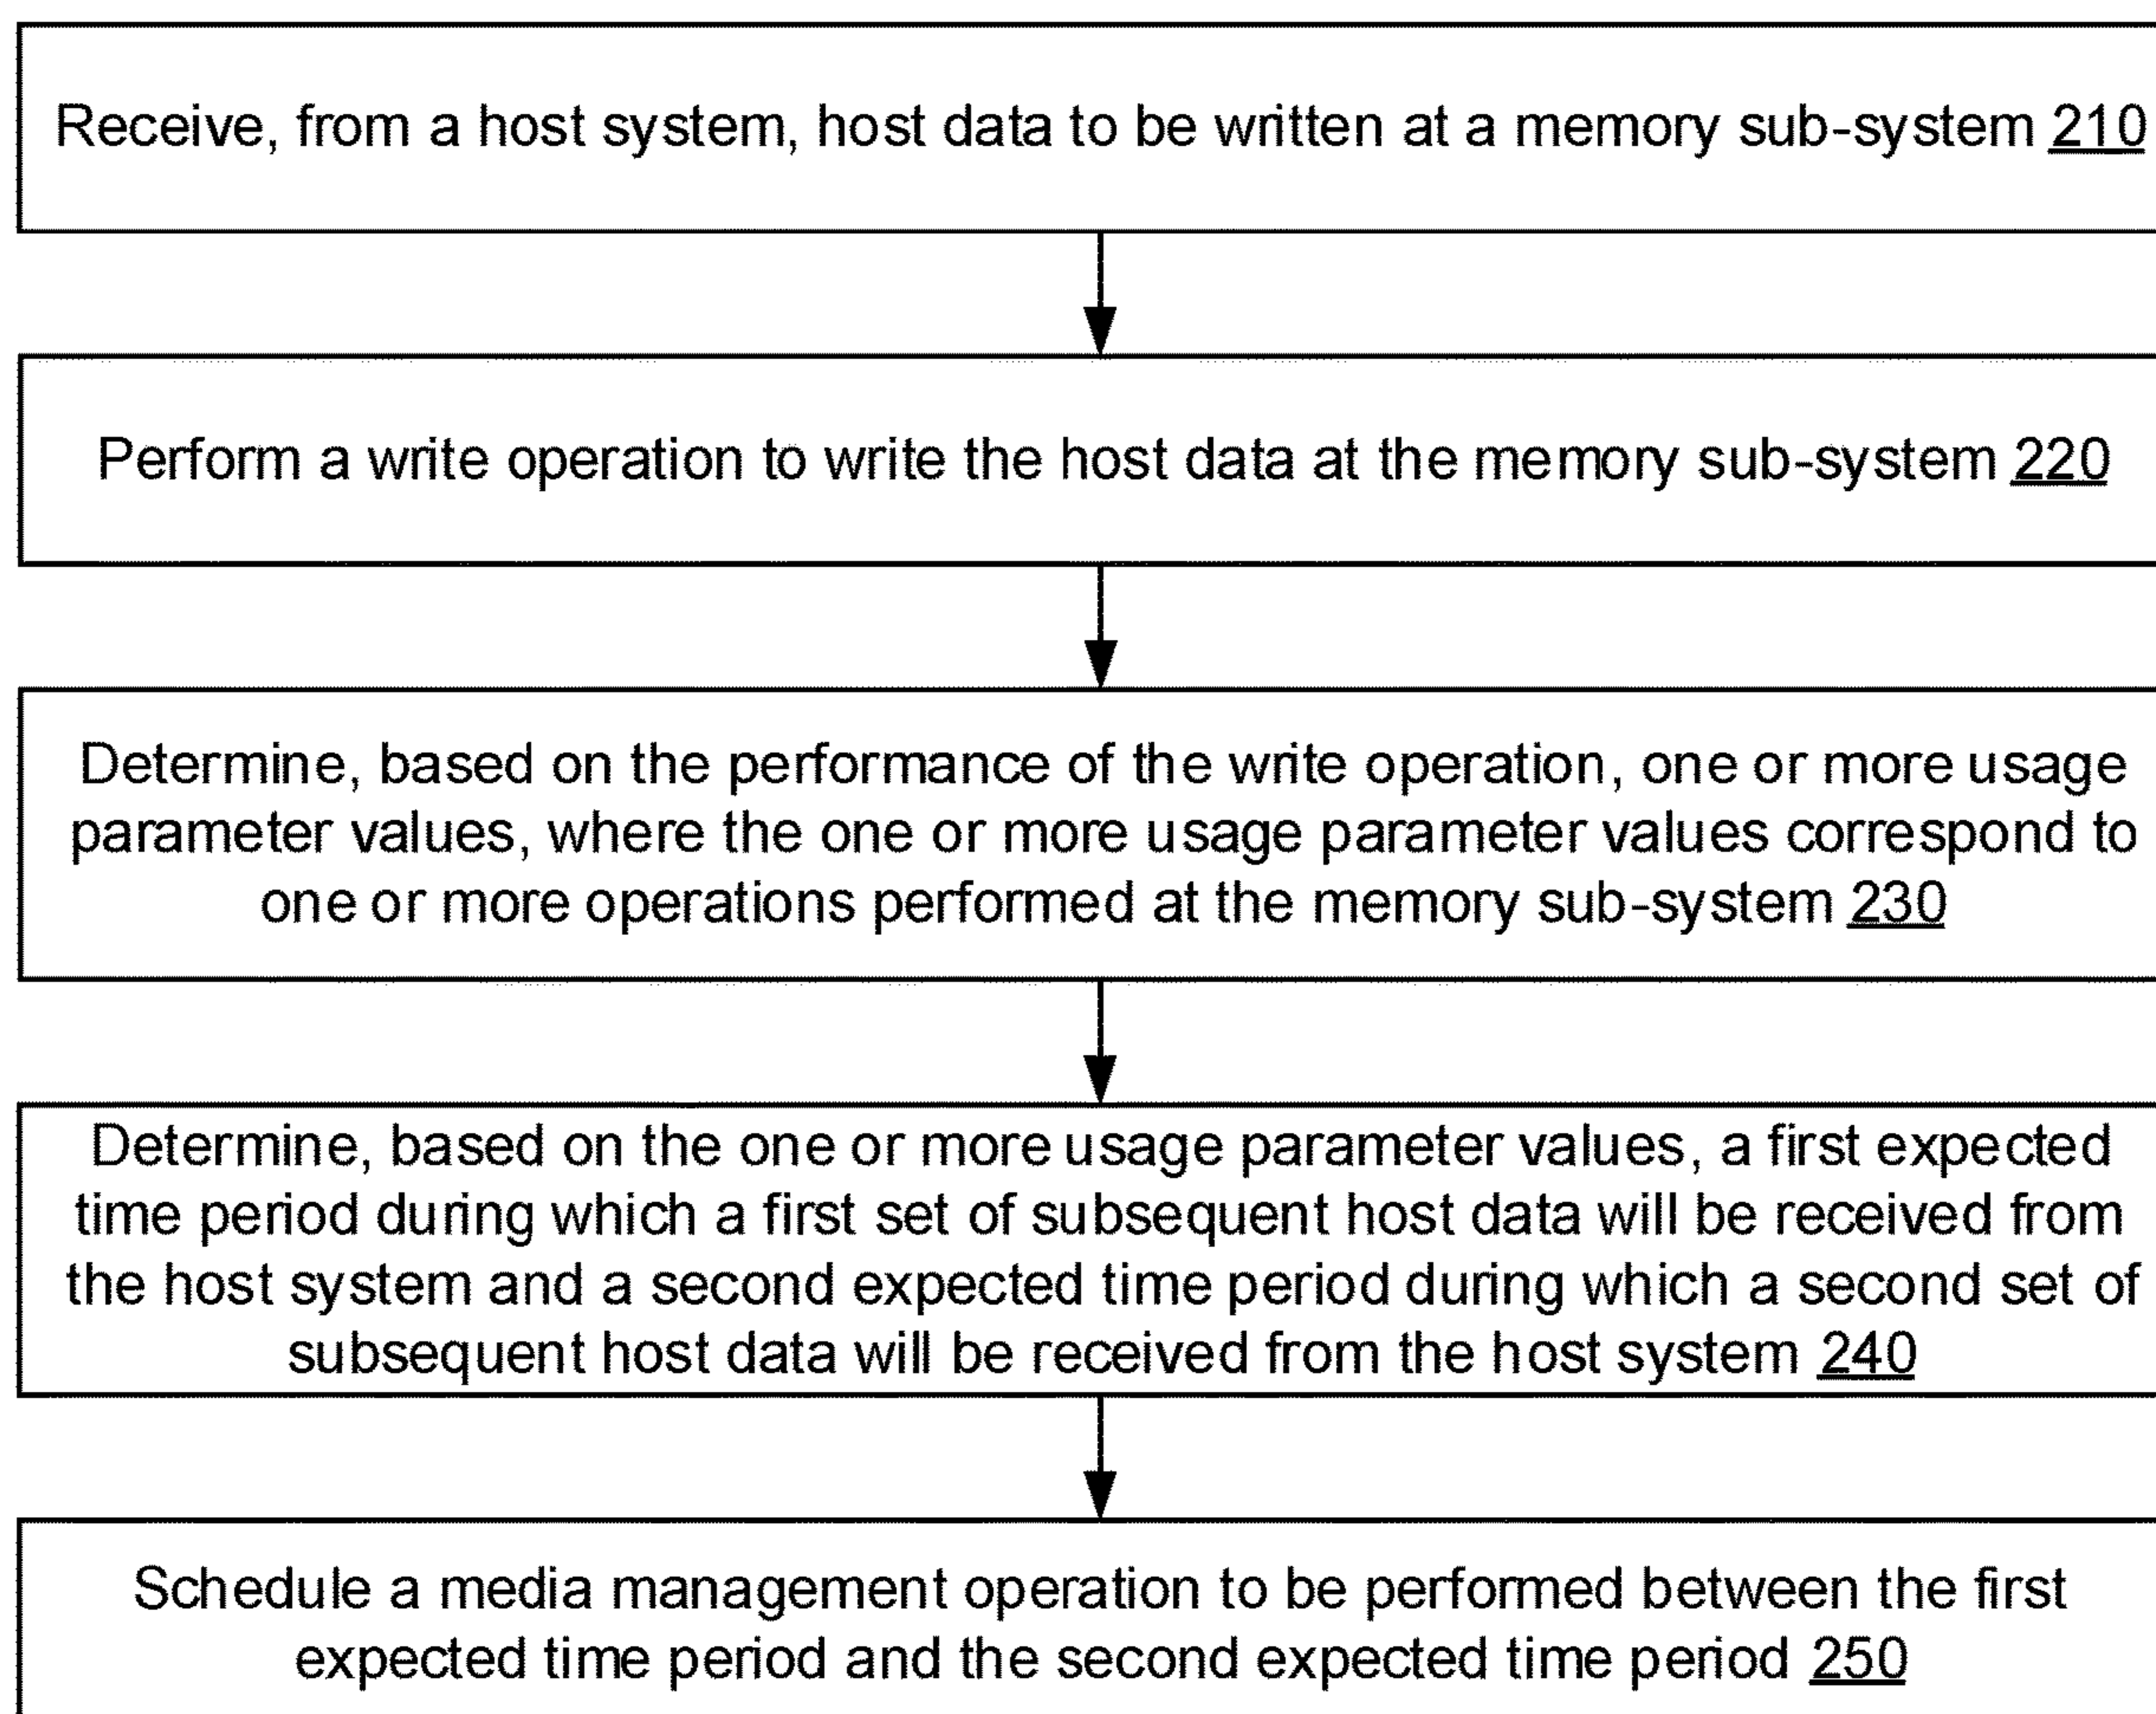 Receive, from a host system, host data to be written at a memory sub-system 210
Perform a write operation to write the host data at the memory sub-system 220
Determine, based on the performance of the write operation, one or more usage
parameter values, where the one or more usage parameter values correspond to
one or more operations performed at the memory sub-system 230
Determine, based on the one or more usage parameter values, a first expected
time period during which a first set of subsequent host data will be received from
the host system and a second expected time period during which a second set of
subsequent host data will be received from the host system 240
Schedule a media management operation to be performed between the first
expected time period and the second expected time period 250